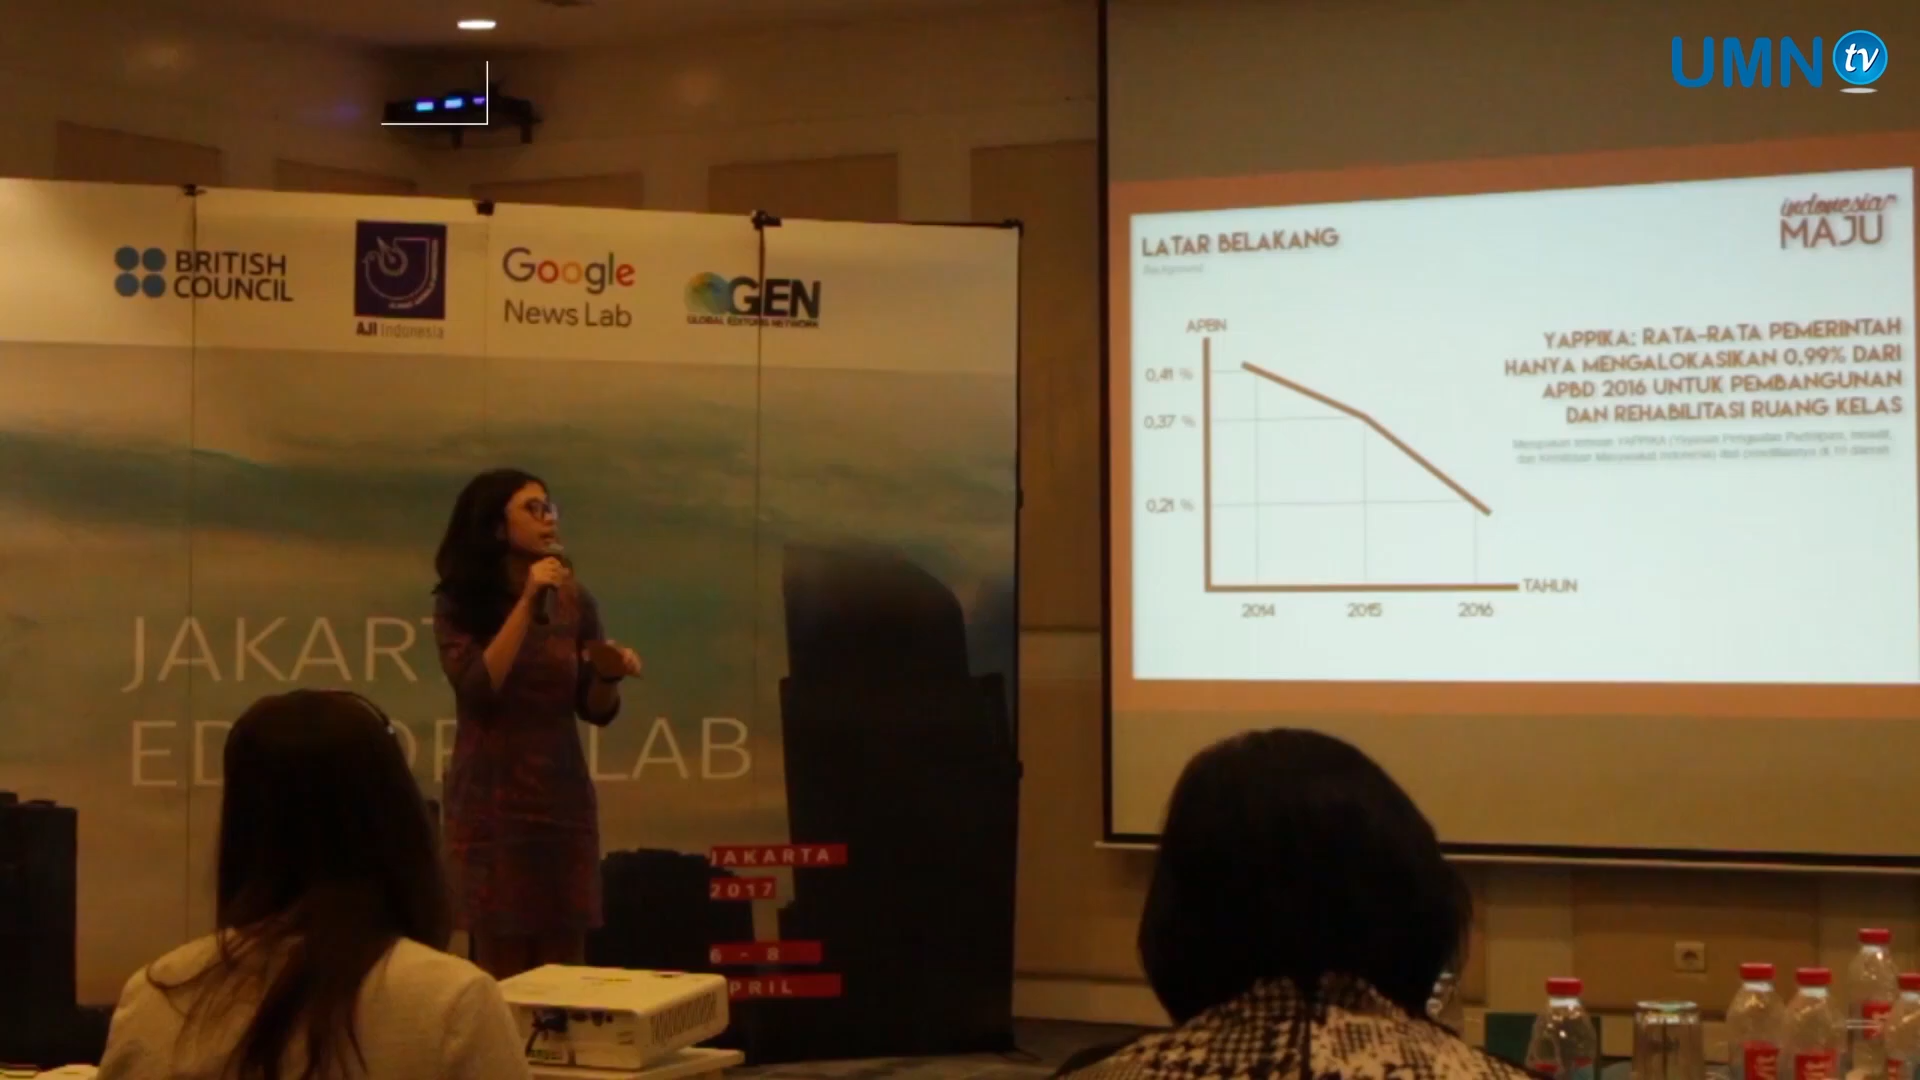 UMN tv
BRITISH
COUNCIL
AJI Indonesia
Google
News Lab
GEN
GLOBAL EDITORS NETWORK
JAKART
ED LAB
JAKARTA
2017
6 - 8
PRIL
LATAR BELAKANG
Background
indonesia
MAJU
APBN
0,41 %
0,37 %
0,21 %
TAHUN
2014 2015 2016
YAPPIKA: RATA-RATA PEMERINTAH
HANYA MENGALOKASIKAN 0,99% DARI
APBD 2016 UNTUK PEMBANGUNAN
DAN REHABILITASI RUANG KELAS